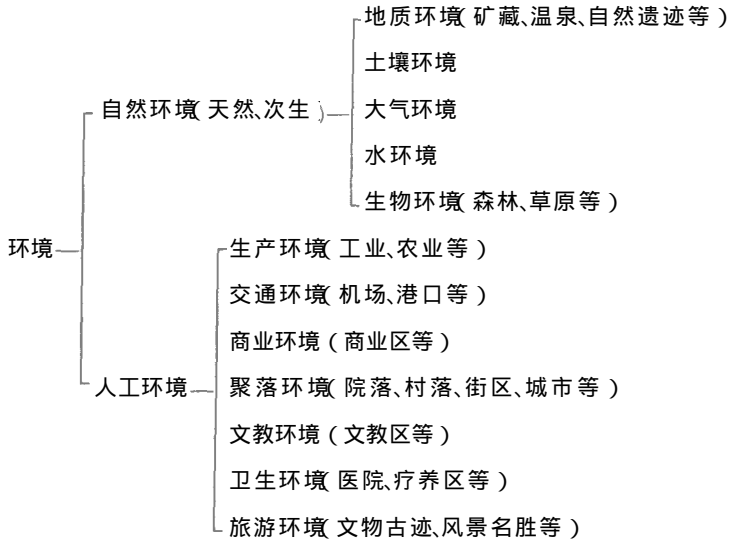 地质环境(矿藏、温泉、自然遗迹等)
土壤环境
自然环境(天然、次生)
大气环境
水环境
生物环境(森林、草原等)
环境
生产环境(工业、农业等)
交通环境(机场、港口等)
商业环境(商业区等)
人工环境
聚落环境(院落、村落、街区、城市等)
文教环境(文教区等)
卫生环境(医院、疗养区等)
旅游环境(文物古迹、风景名胜等)